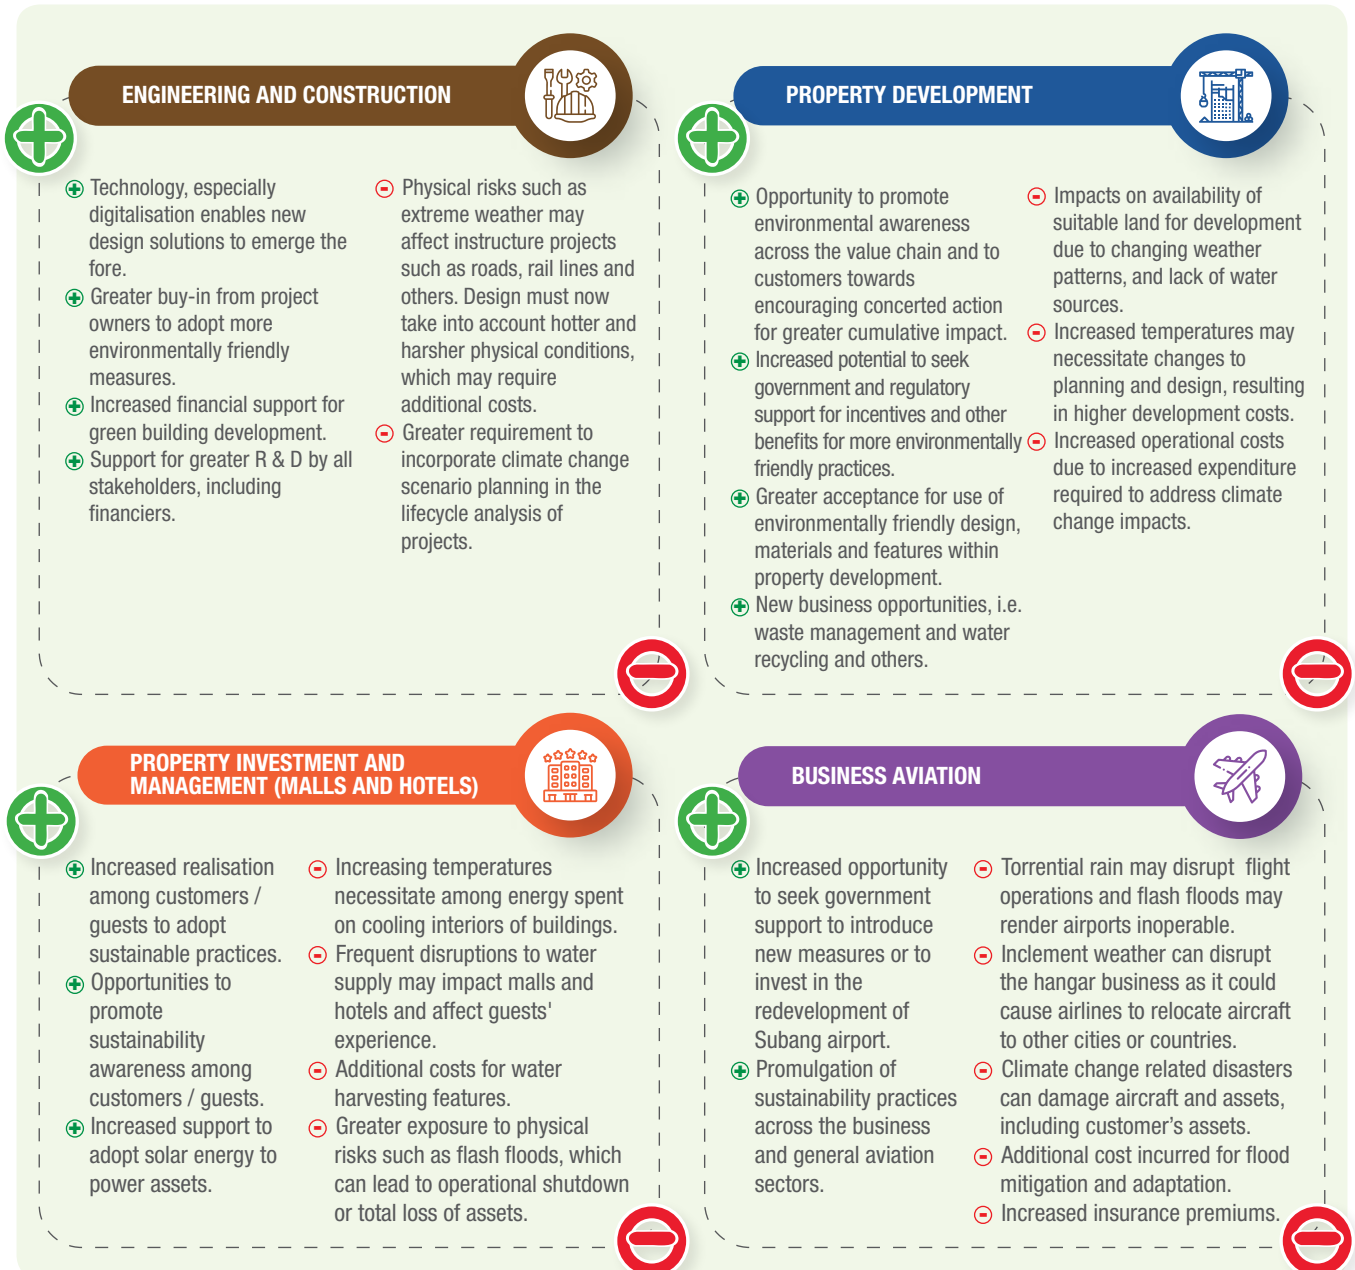 ENGINEERING AND CONSTRUCTION
Technology, especially
digitalisation enables new
design solutions to emerge the
fore.
Greater buy-in from project
owners to adopt more
environmentally friendly
measures.
Increased financial support for
green building development.
Support for greater R & D by all
stakeholders, including
financiers.
Physical risks such as
extreme weather may
affect instructure projects
such as roads, rail lines and
others. Design must now
take into account hotter and
harsher physical conditions,
which may require
additional costs.
Greater requirement to
incorporate climate change
scenario planning in the
lifecycle analysis of
projects.
PROPERTY DEVELOPMENT
Opportunity to promote
environmental awareness
across the value chain and to
customers towards
encouraging concerted action
for greater cumulative impact.
Increased potential to seek
government and regulatory
support for incentives and other
benefits for more environmentally
friendly practices.
Greater acceptance for use of
environmentally friendly design,
materials and features within
property development.
New business opportunities, i.e.
waste management and water
recycling and others.
Impacts on availability of
suitable land for development
due to changing weather
patterns, and lack of water
sources.
Increased temperatures may
necessitate changes to
planning and design, resulting
in higher development costs.
Increased operational costs
due to increased expenditure
required to address climate
change impacts.
PROPERTY INVESTMENT AND
MANAGEMENT (MALLS AND HOTELS)
Increased realisation
among customers /
guests to adopt
sustainable practices.
Opportunities to
promote
sustainability
awareness among
customers / guests.
Increased support to
adopt solar energy to
power assets.
Increasing temperatures
necessitate among energy spent
on cooling interiors of buildings.
Frequent disruptions to water
supply may impact malls and
hotels and affect guests'
experience.
Additional costs for water
harvesting features.
Greater exposure to physical
risks such as flash floods, which
can lead to operational shutdown
or total loss of assets.
BUSINESS AVIATION
Increased opportunity
to seek government
support to introduce
new measures or to
invest in the
redevelopment of
Subang airport.
Promulgation of
sustainability practices
across the business
and general aviation
sectors.
Torrential rain may disrupt flight
operations and flash floods may
render airports inoperable.
Inclement weather can disrupt
the hangar business as it could
cause airlines to relocate aircraft
to other cities or countries.
Climate change related disasters
can damage aircraft and assets,
including customer’s assets.
Additional cost incurred for flood
mitigation and adaptation.
Increased insurance premiums.